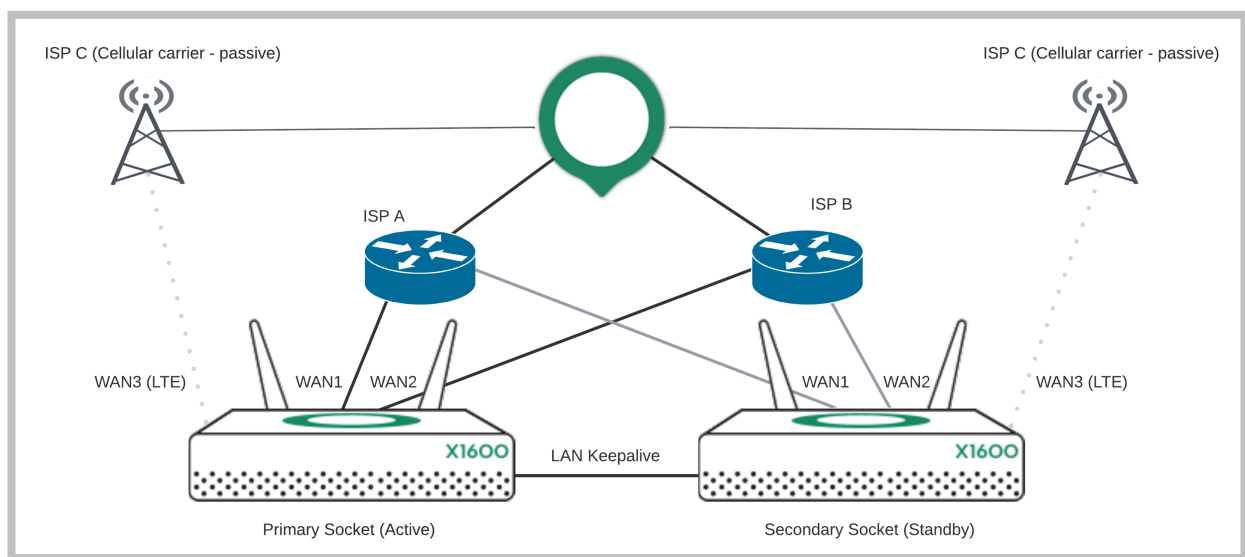 ISP C (Cellular carrier - passive)
ISP C (Cellular carrier - passive)
ISP A
ISP B
WAN3 (LTE)
WAN1
WAN2
WAN1
WAN2
WAN3 (LTE)
X1600
LAN Keepalive
X1600
Primary Socket (Active)
Secondary Socket (Standby)